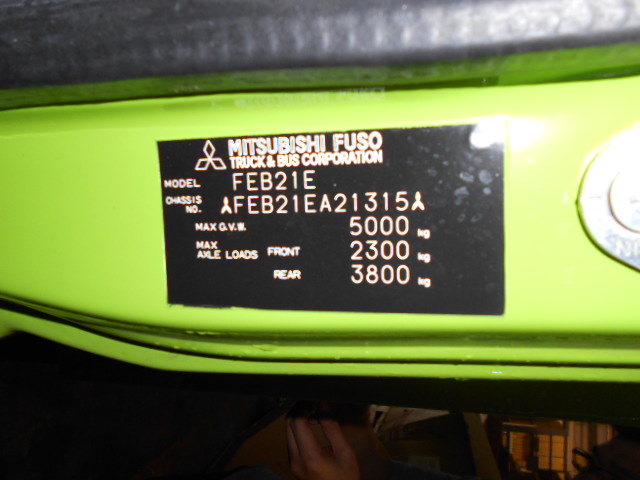 MITSUBISHI FUSO
TRUCK & BUS CORPORATION
MODEL FEB21E
CHASSIS NO. FEB21EA21315
MAX G.V.W. 5000 kg
MAX AXLE LOADS FRONT 2300 kg
REAR 3800 kg